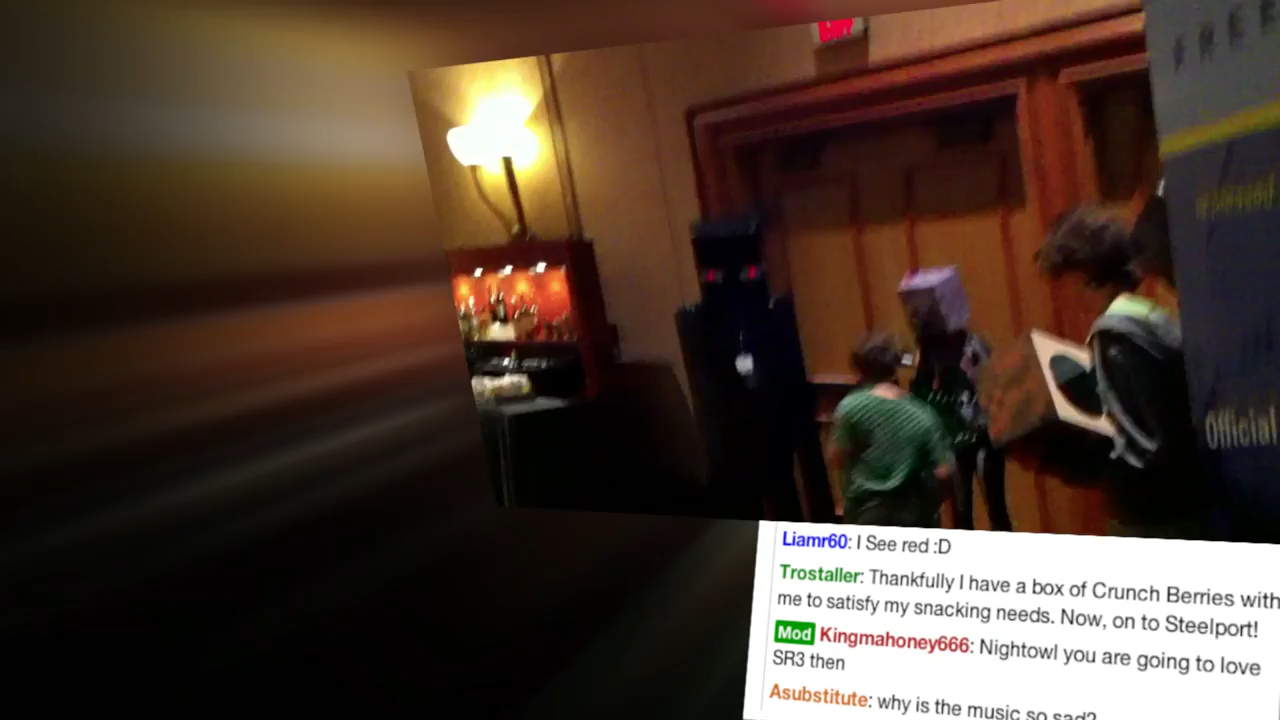 EXIT
FREE
Official
Liamr60: I See red :D
Trostaller: Thankfully I have a box of Crunch Berries with
me to satisfy my snacking needs. Now, on to Steelport!
Mod Kingmahoney666: Nightowl you are going to love
SR3 then
Asubstitute: why is the music so sad?